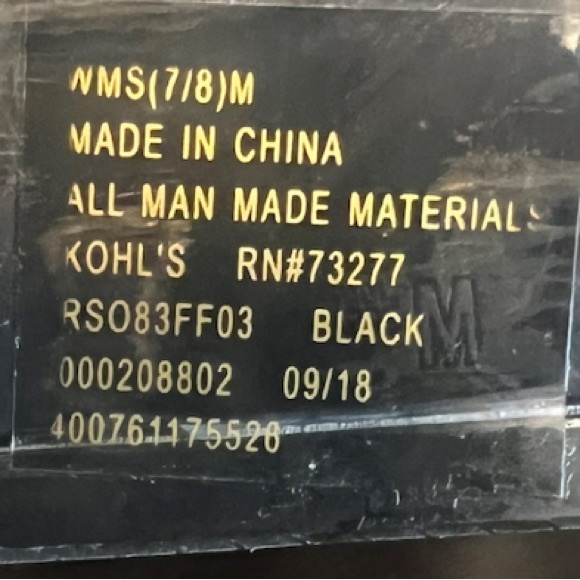 WMS(7/8)M
MADE IN CHINA
ALL MAN MADE MATERIALS
KOHL'S RN#73277
RSO83FF03 BLACK
M
000208802 09/18
400761175528